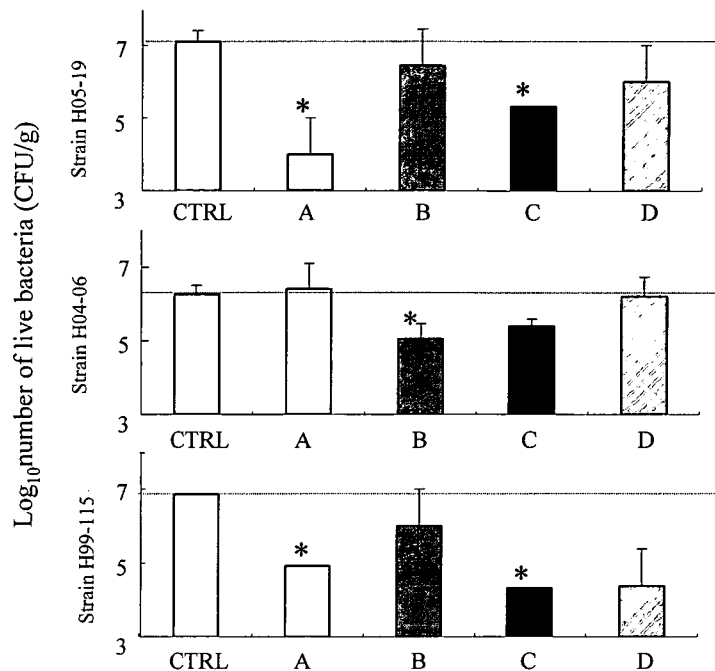 Log₁₀number of live bacteria (CFU/g)
Strain H05-19
7
5
3
*
*
CTRL A B C D
Strain H04-06
7
5
3
*
CTRL A B C D
Strain H99-115
7
5
3
*
*
CTRL A B C D